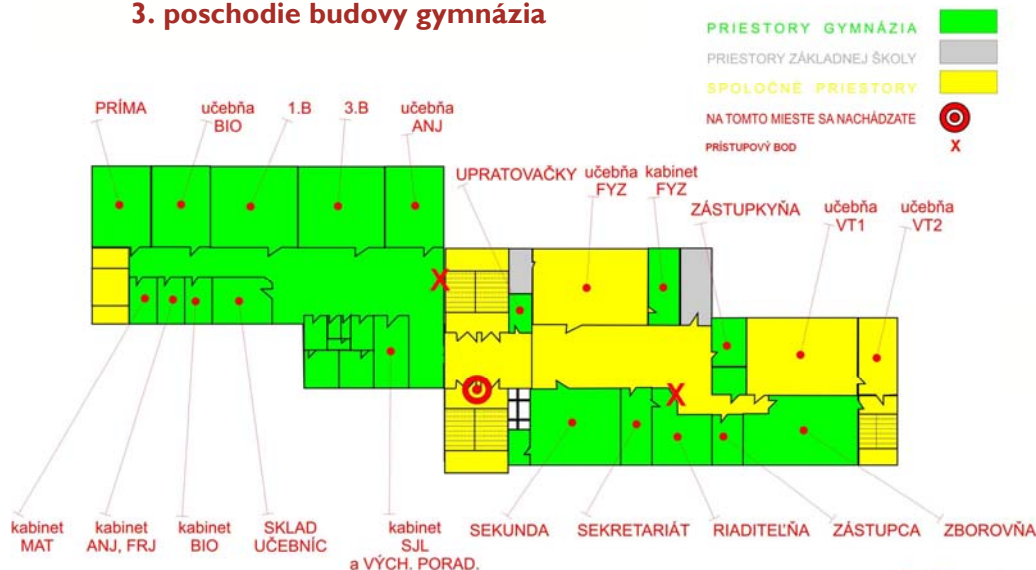 3. poschodie budovy gymnázia
PRIESTORY GYMNÁZIA
PRIESTORY ZÁKLADNEJ ŠKOLY
SPOLOČNÉ PRIESTORY
NA TOMTO MIESTE SA NACHÁDZATE
PRÍSTUPOVÝ BOD X
PRÍMA
učebňa
BIO
1.B
3.B
učebňa
ANJ
UPRATOVAČKY
učebňa
FYZ
kabinet
FYZ
ZÁSTUPKYŇA
učebňa
VT1
učebňa
VT2
X
X
kabinet
MAT
kabinet
ANJ, FRJ
kabinet
BIO
SKLAD
UČEBNÍC
kabinet
SJL
a VÝCH. PORAD.
SEKUNDA
SEKRETARIÁT
RIADITEĽŇA
ZÁSTUPCA
ZBOROVŇA